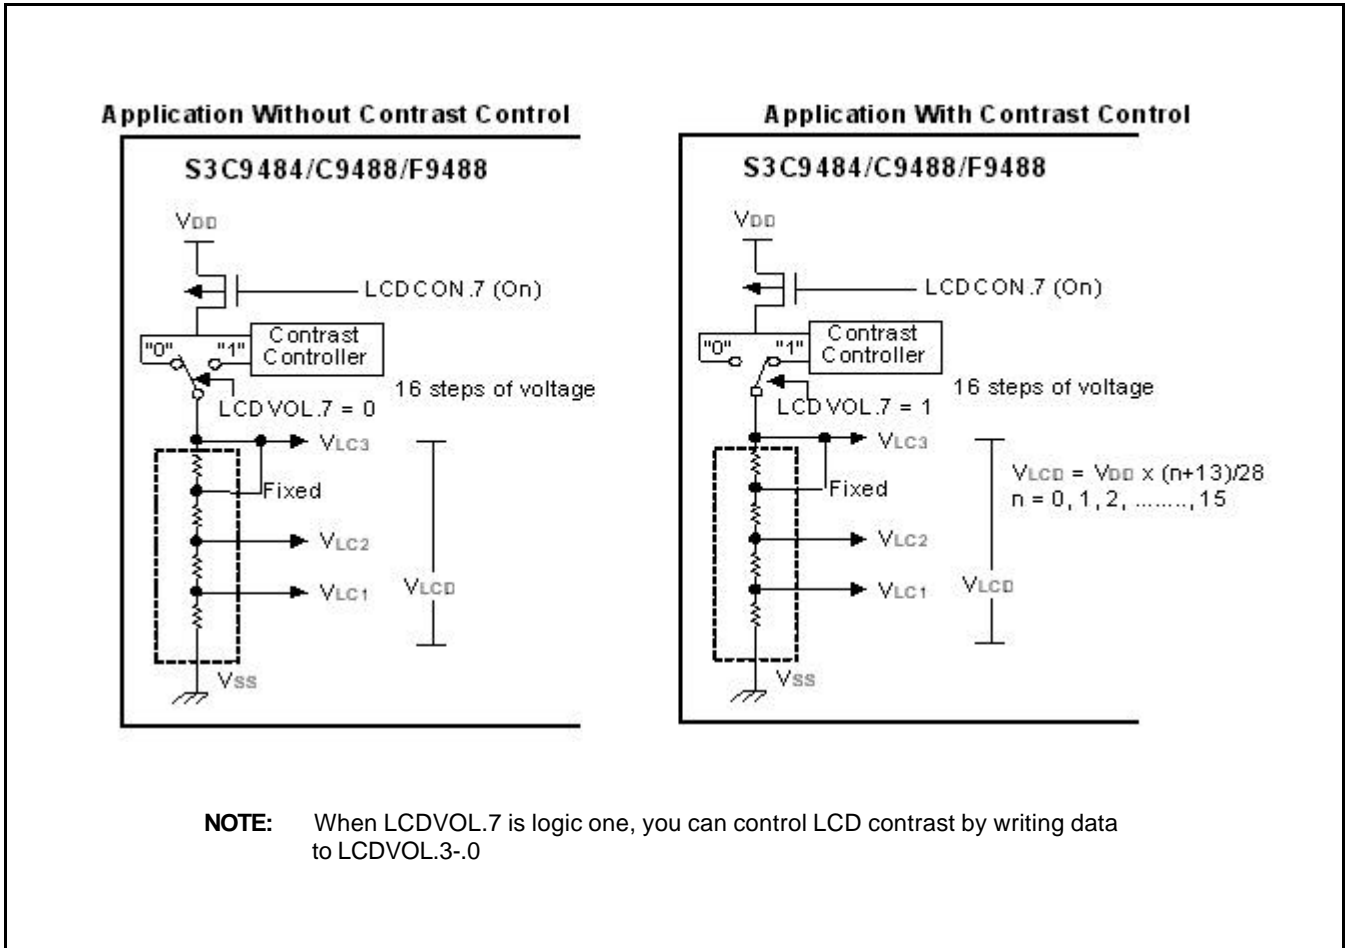 Application Without Contrast Control
S3C9484/C9488/F9488
VDD
LCDCON.7 (On)
"0"
"1"
Contrast
Controller
16 steps of voltage
LCDVOL.7 = 0
VLC3
Fixed
VLC2
VLC1
VLCD
VSS
Application With Contrast Control
S3C9484/C9488/F9488
VDD
LCDCON.7 (On)
"0"
"1"
Contrast
Controller
16 steps of voltage
LCDVOL.7 = 1
VLC3
VLCD = VDD x (n+13)/28
n = 0, 1, 2, ........, 15
Fixed
VLC2
VLC1
VLCD
VSS
NOTE: When LCDVOL.7 is logic one, you can control LCD contrast by writing data
to LCDVOL.3-.0